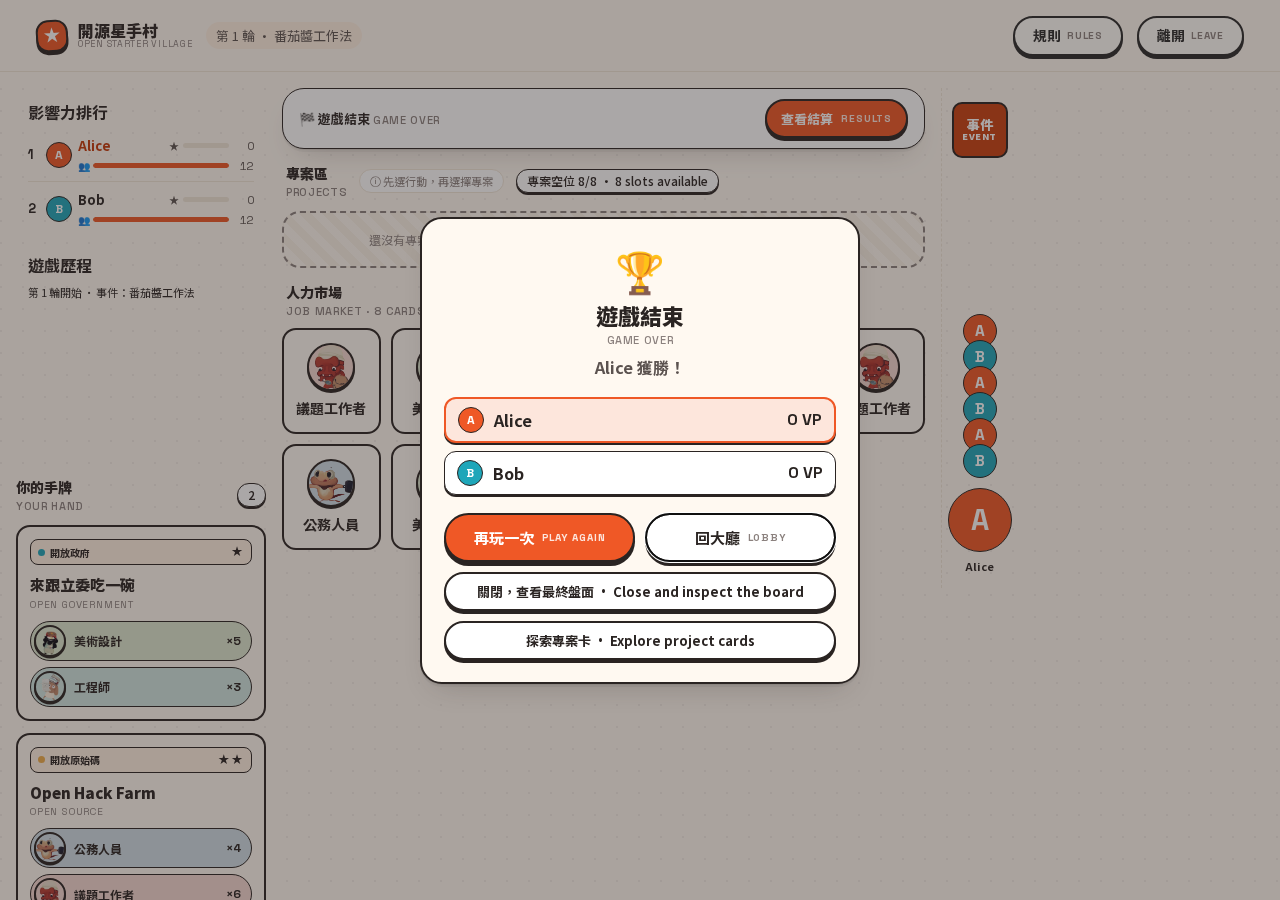 開源星手村
OPEN STARTER VILLAGE
第 1 輪 · 番茄醬工作法
規則 RULES
離開 LEAVE
影響力排行
1 A Alice ★ 0
👥 12
2 B Bob ★ 0
👥 12
遊戲歷程
第 1 輪開始 · 事件：番茄醬工作法
你的手牌
YOUR HAND
2
開放政府 ★
來跟立委吃一碗
OPEN GOVERNMENT
美術設計 ×5
工程師 ×3
開放原始碼 ★★
Open Hack Farm
OPEN SOURCE
公務人員 ×4
議題工作者 ×6
🏁 遊戲結束 GAME OVER
查看結算 RESULTS
專案區
PROJECTS
ⓘ 先選行動，再選擇專案
專案空位 8/8 · 8 slots available
還沒有專
人力市場
JOB MARKET · 8 CARDS
議題工作者
公務人員
題工作者
🏆
遊戲結束
GAME OVER
Alice 獲勝！
A Alice 0 VP
B Bob 0 VP
再玩一次 PLAY AGAIN
回大廳 LOBBY
關閉，查看最終盤面 · Close and inspect the board
探索專案卡 · Explore project cards
事件
EVENT
A
B
A
B
A
B
A
Alice